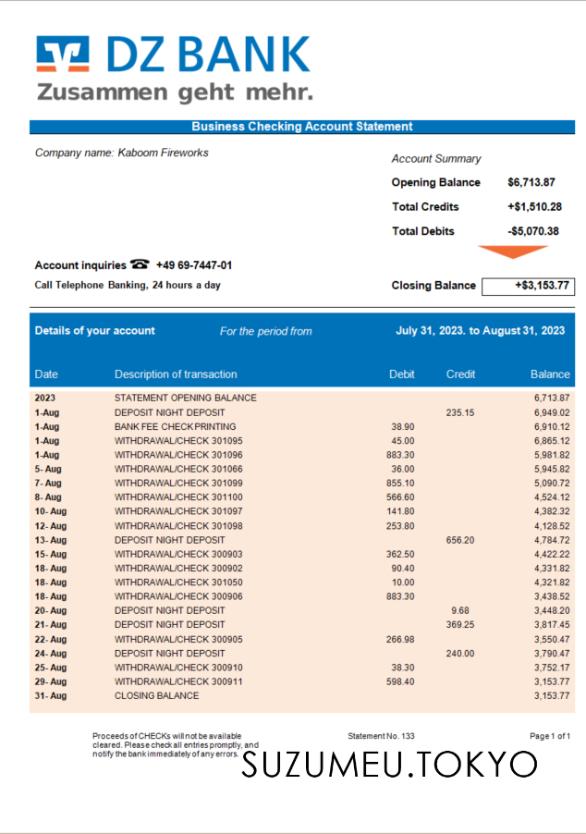 DZ BANK
Zusammen geht mehr.
Business Checking Account Statement
Company name: Kaboom Fireworks
Account Summary
Opening Balance $6,713.87
Total Credits +$1,510.28
Total Debits -$5,070.38
Account inquiries ☎ +49 69-7447-01
Call Telephone Banking, 24 hours a day
Closing Balance +$3,153.77
Details of your account For the period from July 31, 2023. to August 31, 2023
Date Description of transaction Debit Credit Balance
2023 STATEMENT OPENING BALANCE 6,713.87
1-Aug DEPOSIT NIGHT DEPOSIT 235.15 6,949.02
1-Aug BANK FEE CHECK PRINTING 38.90 6,910.12
1-Aug WITHDRAWAL/CHECK 301095 45.00 6,865.12
1-Aug WITHDRAWAL/CHECK 301096 883.30 5,981.82
5- Aug WITHDRAWAL/CHECK 301066 36.00 5,945.82
7- Aug WITHDRAWAL/CHECK 301099 855.10 5,090.72
8- Aug WITHDRAWAL/CHECK 301100 566.60 4,524.12
10- Aug WITHDRAWAL/CHECK 301097 141.80 4,382.32
12- Aug WITHDRAWAL/CHECK 301098 253.80 4,128.52
13- Aug DEPOSIT NIGHT DEPOSIT 656.20 4,784.72
15- Aug WITHDRAWAL/CHECK 300903 362.50 4,422.22
18- Aug WITHDRAWAL/CHECK 300902 90.40 4,331.82
18- Aug WITHDRAWAL/CHECK 301050 10.00 4,321.82
18- Aug WITHDRAWAL/CHECK 300906 883.30 3,438.52
20- Aug DEPOSIT NIGHT DEPOSIT 9.68 3,448.20
21- Aug DEPOSIT NIGHT DEPOSIT 369.25 3,817.45
22- Aug WITHDRAWAL/CHECK 300905 266.98 3,550.47
24- Aug DEPOSIT NIGHT DEPOSIT 240.00 3,790.47
25- Aug WITHDRAWAL/CHECK 300910 38.30 3,752.17
29- Aug WITHDRAWAL/CHECK 300911 598.40 3,153.77
31- Aug CLOSING BALANCE 3,153.77
Proceeds of CHECKs will not be available Statement No. 133 Page 1 of 1
cleared. Please check all entries promptly, and
notify the bank immediately of any errors.
SUZUMEU.TOKYO